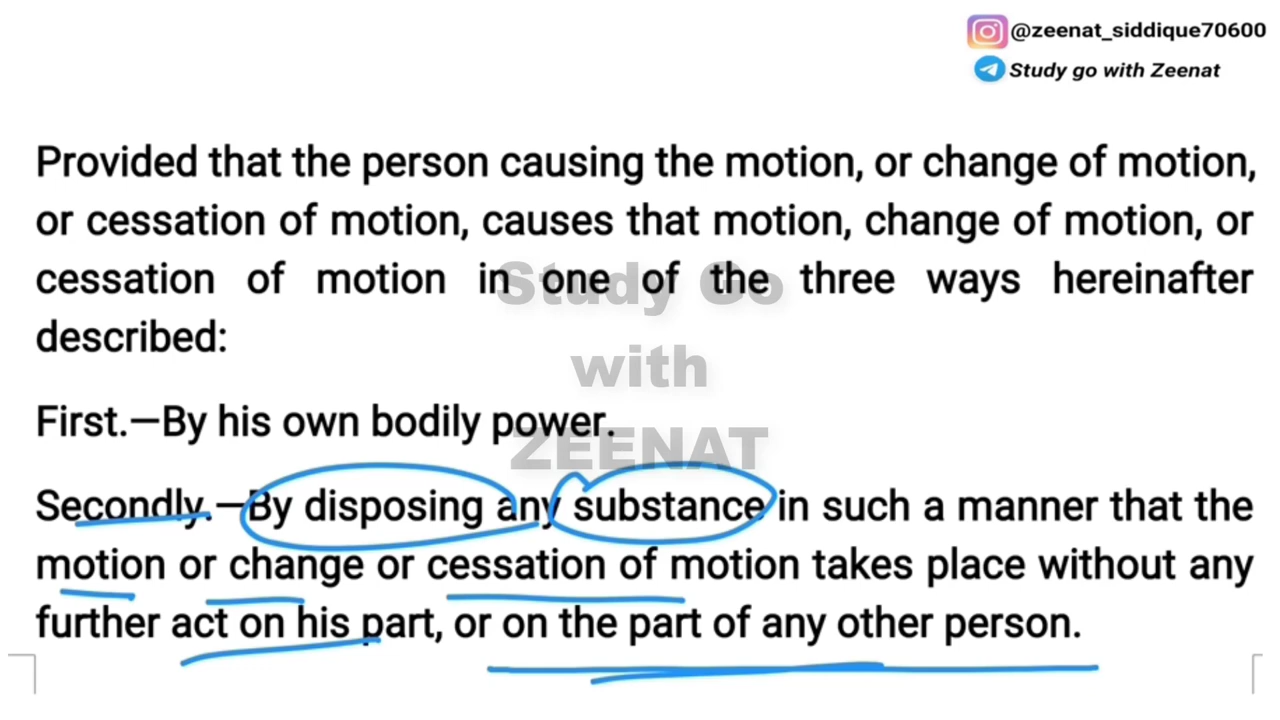 @zeenat_siddique70600
Study go with Zeenat
Provided that the person causing the motion, or change of motion,
or cessation of motion, causes that motion, change of motion, or
cessation of motion in one of the three ways hereinafter
described:
First.—By his own bodily power.
Secondly.—By disposing any substance in such a manner that the
motion or change or cessation of motion takes place without any
further act on his part, or on the part of any other person.
Study Go
with
ZEENAT